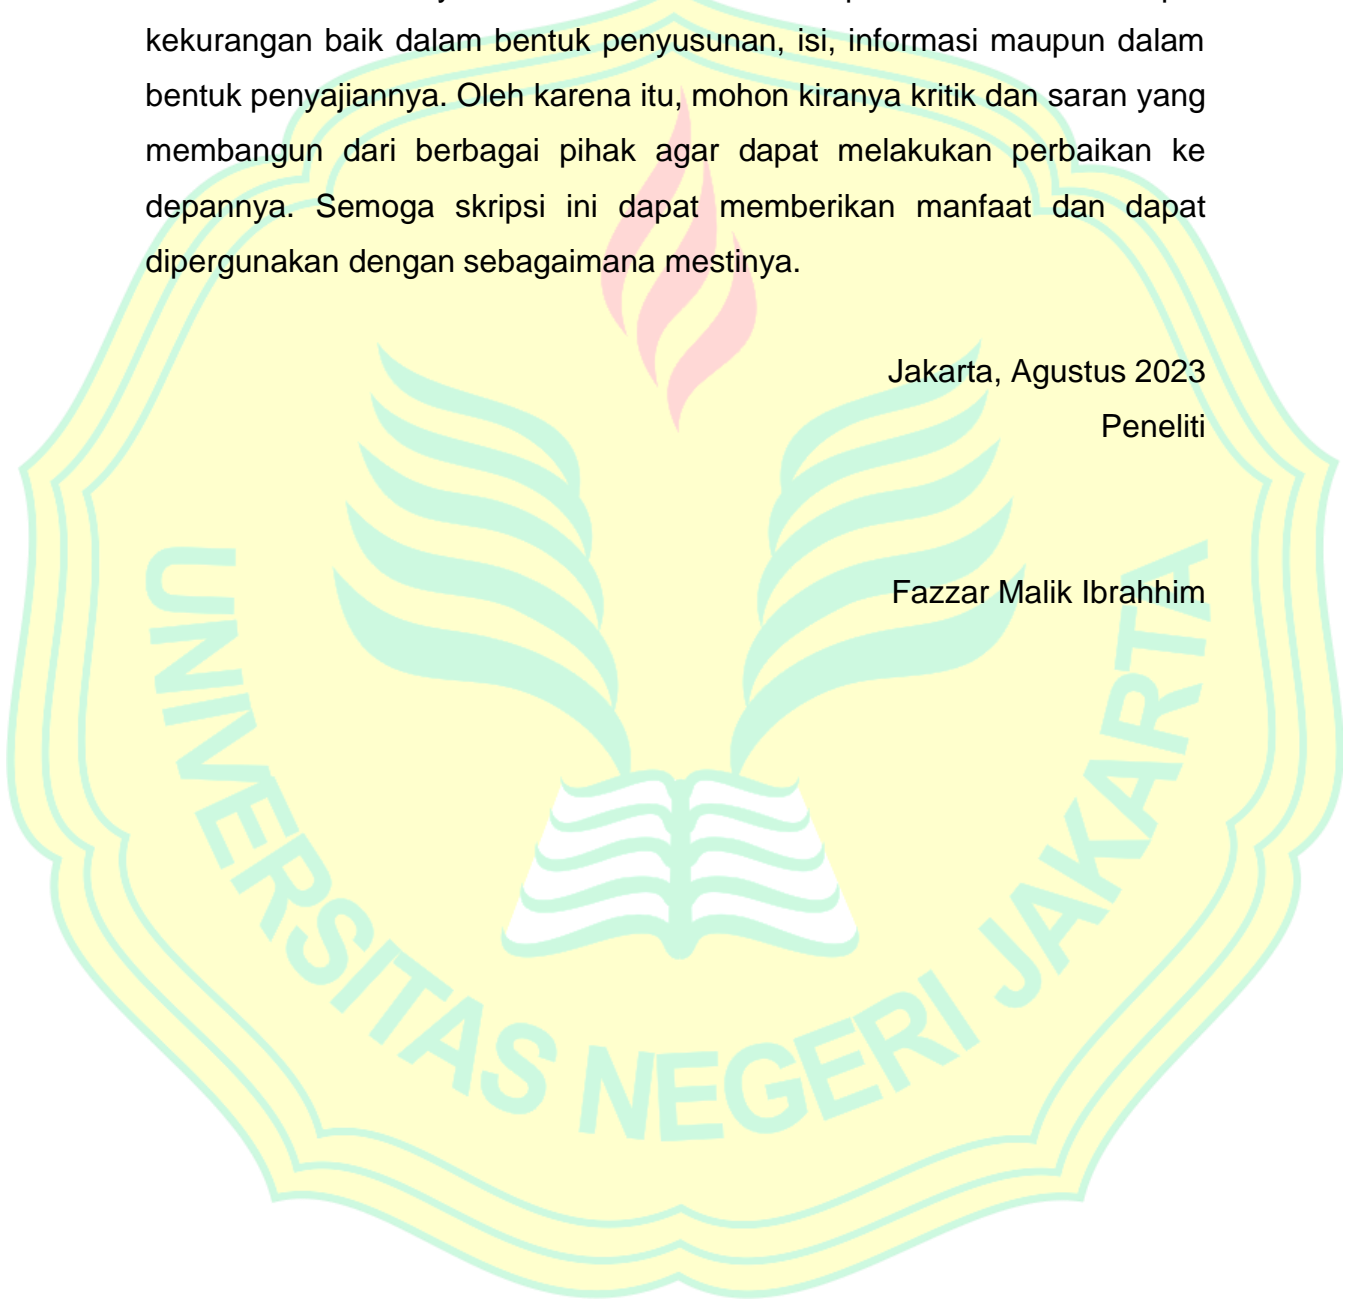 kekurangan baik dalam bentuk penyusunan, isi, informasi maupun dalam
bentuk penyajiannya. Oleh karena itu, mohon kiranya kritik dan saran yang
membangun dari berbagai pihak agar dapat melakukan perbaikan ke
depannya. Semoga skripsi ini dapat memberikan manfaat dan dapat
dipergunakan dengan sebagaimana mestinya.
Jakarta, Agustus 2023
Peneliti
Fazzar Malik Ibrahhim
UNIVERSITAS NEGERI JAKARTA